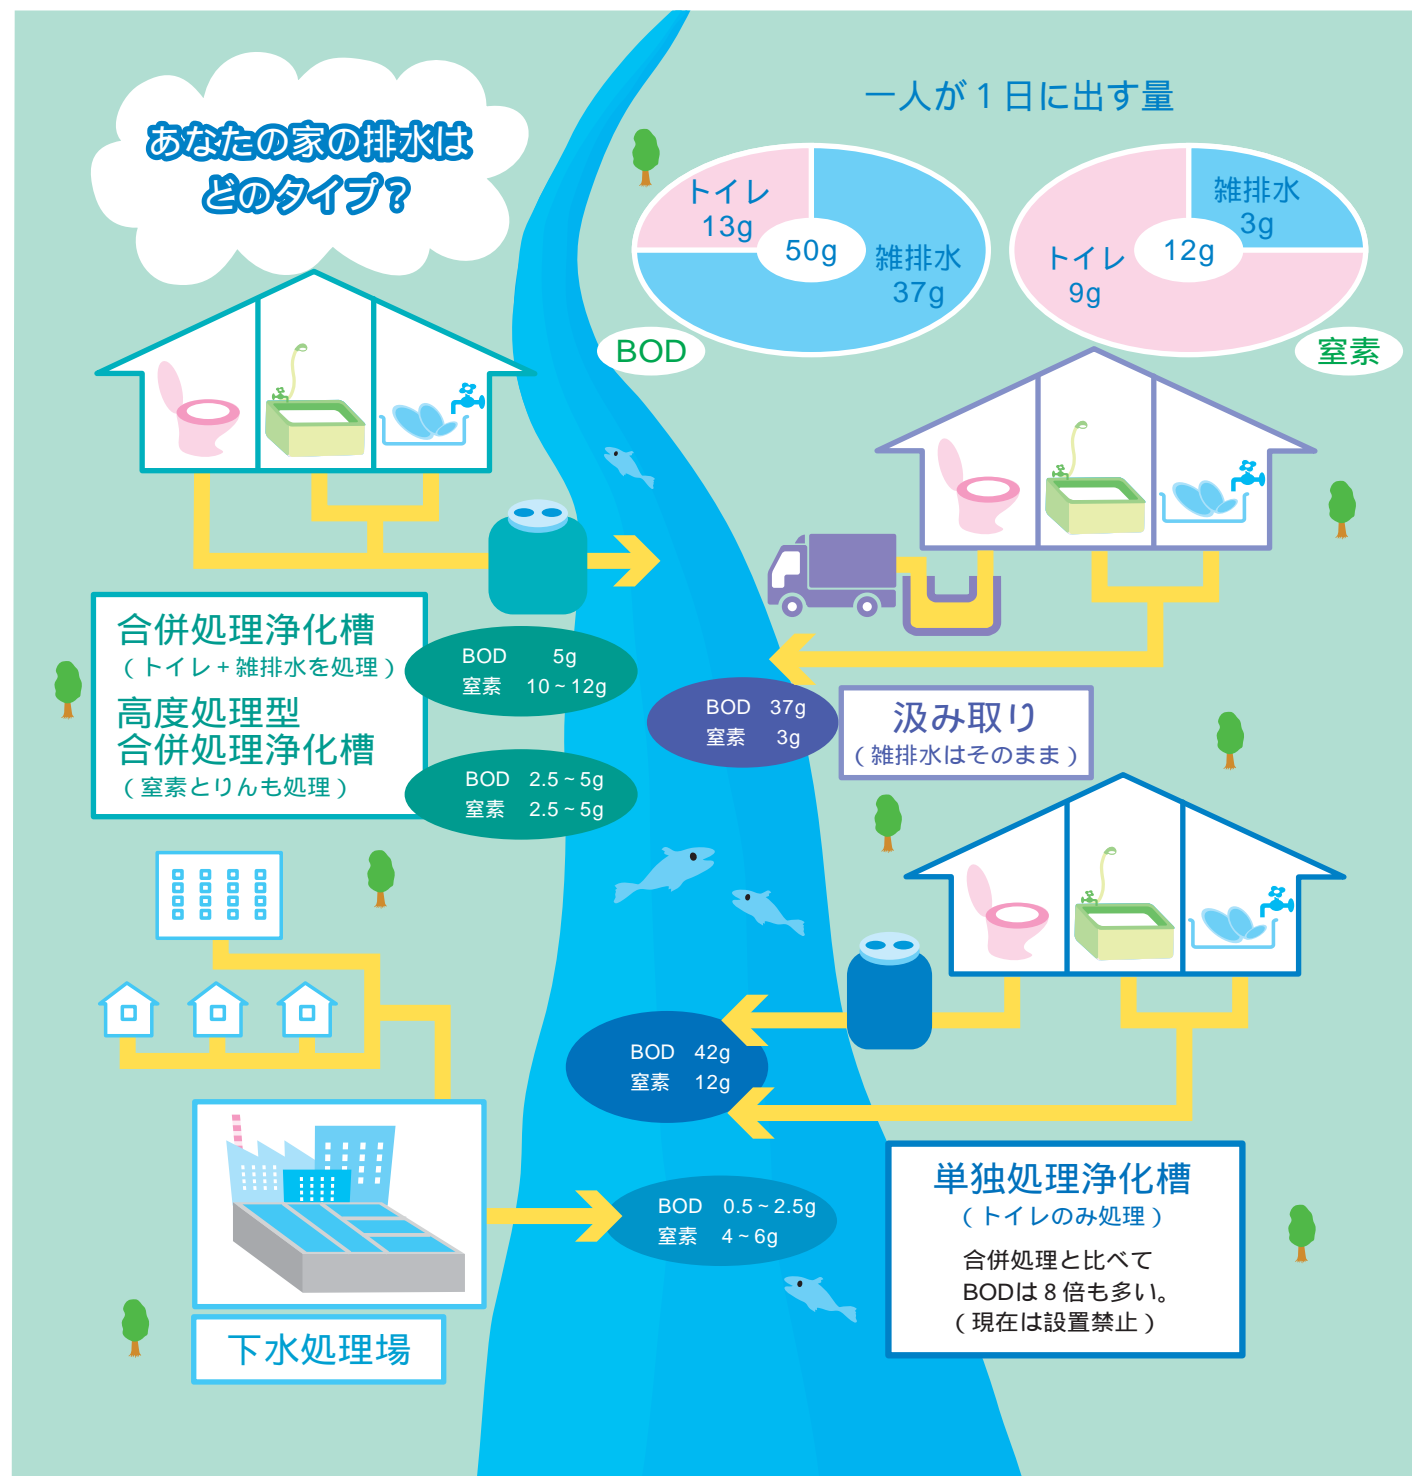 あなたの家の排水は
どのタイプ?
一人が1日に出す量
トイレ
13g
50g
雑排水
37g
BOD
雑排水
3g
12g
トイレ
9g
窒素
合併処理浄化槽
(トイレ+雑排水を処理)
高度処理型
合併処理浄化槽
(窒素とりんも処理)
BOD 5g
窒素 10~12g
BOD 2.5~5g
窒素 2.5~5g
BOD 37g
窒素 3g
汲み取り
(雑排水はそのまま)
BOD 42g
窒素 12g
単独処理浄化槽
(トイレのみ処理)
合併処理と比べて
BODは8倍も多い。
(現在は設置禁止)
BOD 0.5~2.5g
窒素 4~6g
下水処理場